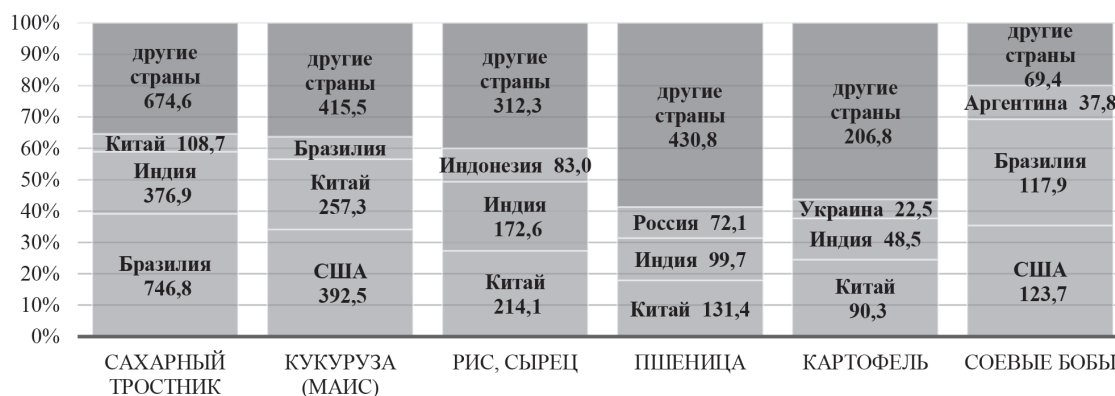 100%
90%
80%
70%
60%
50%
40%
30%
20%
10%
0%
другие
страны
674,6
Китай 108,7
Индия
376,9
Бразилия
746,8
САХАРНЫЙ
ТРОСТНИК
другие
страны
415,5
Бразилия
Китай
257,3
США
392,5
КУКУРУЗА
(МАИС)
другие
страны
312,3
Индонезия 83,0
Индия
172,6
Китай
214,1
РИС, СЫРЕЦ
другие
страны
430,8
Россия 72,1
Индия 99,7
Китай 131,4
ПШЕНИЦА
другие
страны
206,8
Украина 22,5
Индия 48,5
Китай
90,3
КАРТОФЕЛЬ
другие
страны
69,4
Аргентина 37,8
Бразилия
117,9
США
123,7
СОЕВЫЕ БОБЫ